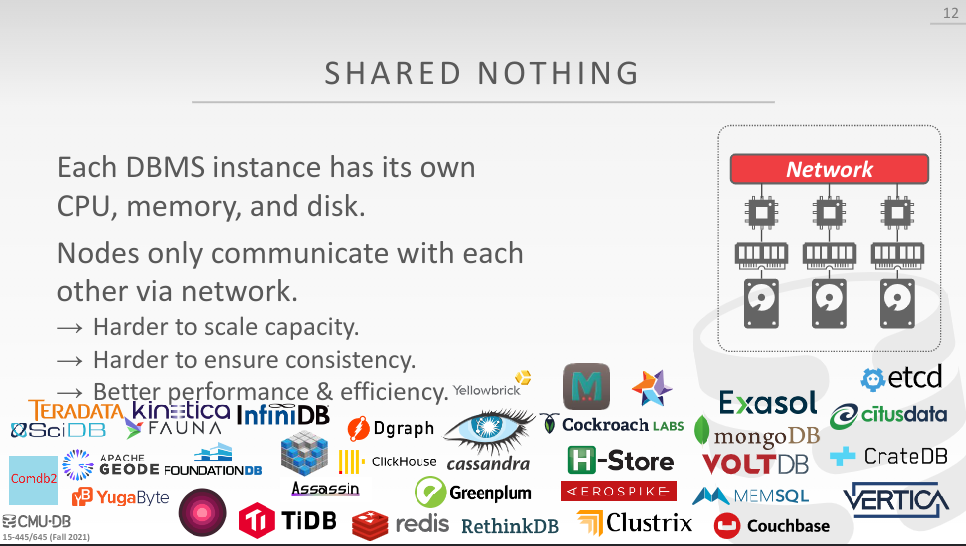 12
SHARED NOTHING
Each DBMS instance has its own
CPU, memory, and disk.
Nodes only communicate with each
other via network.
→ Harder to scale capacity.
→ Harder to ensure consistency.
→ Better performance & efficiency.
Network
Yellowbrick
M
etcd
TERADATA
kinetica
InfiniDB
Exasol
citusdata
SciDB
FAUNA
Dgraph
Cockroach LABS
mongoDB
APACHE
GEODE
FOUNDATIONDB
ClickHouse
cassandra
H-Store
VOLTDB
CrateDB
Comdb2
YugaByte
Assassin
Greenplum
AEROSPIKE
MEMSQL
VERTICA
TiDB
redis
RethinkDB
Clustrix
Couchbase
CMU·DB
15-445/645 (Fall 2021)